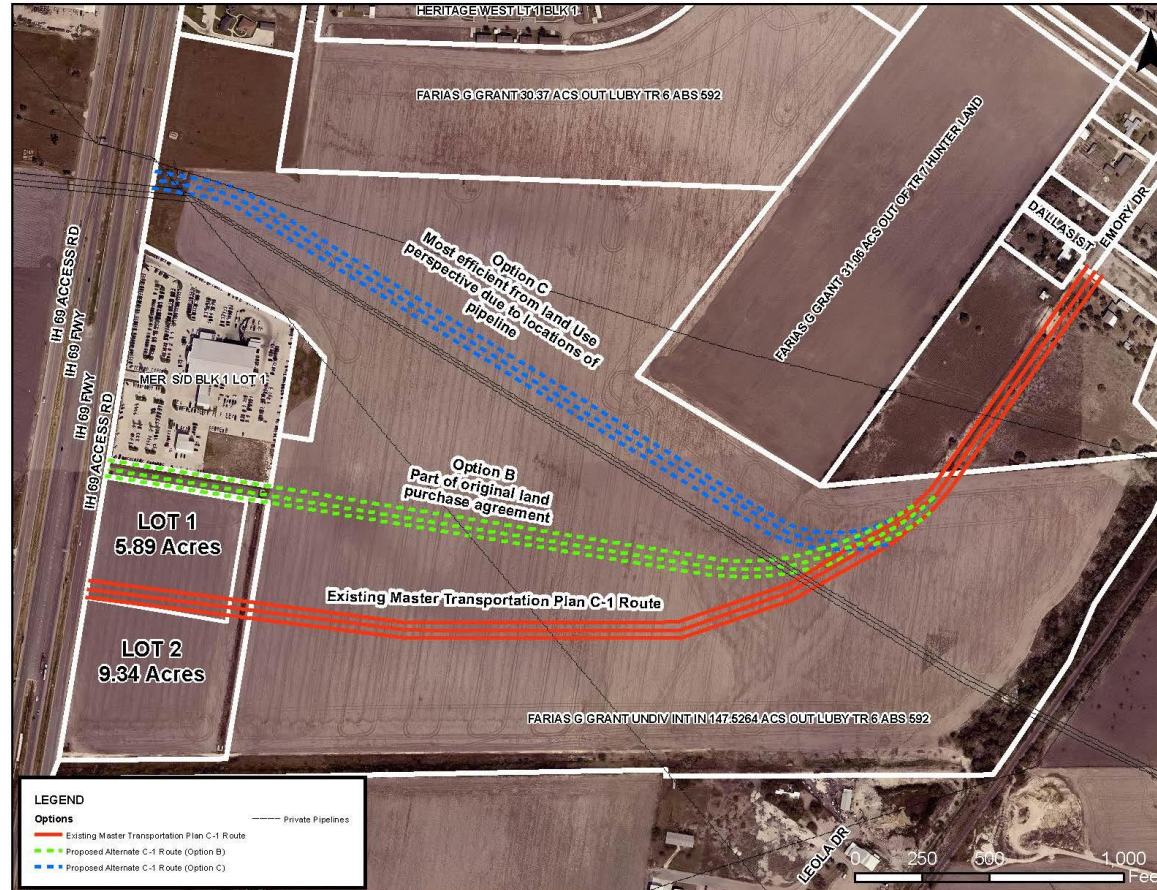 HERITAGE WEST LT 1 BLK 1
FARIAS G GRANT 30.37 ACS OUT LUBY TR 6 ABS 592
FARIAS G GRANT 31.06 ACS OUT OF TR 7 HUNTER LAND
DALLAS ST
EMORY DR
Option C
Most efficient from land Use
perspective due to locations of
pipeline
IH 69 ACCESS RD
IH 69 FWY
IH 69 FWY
IH 69 ACCESS RD
MER S/D BLK 1 LOT 1
Option B
Part of original land
purchase agreement
LOT 1
5.89 Acres
Existing Master Transportation Plan C-1 Route
LOT 2
9.34 Acres
FARIAS G GRANT UNDIV INT IN 147.5264 ACS OUT LUBY TR 6 ABS 592
LEOLA DR
LEGEND
Options
Private Pipelines
Existing Master Transportation Plan C-1 Route
Proposed Alternate C-1 Route (Option B)
Proposed Alternate C-1 Route (Option C)
0 250 500 1,000
Fee